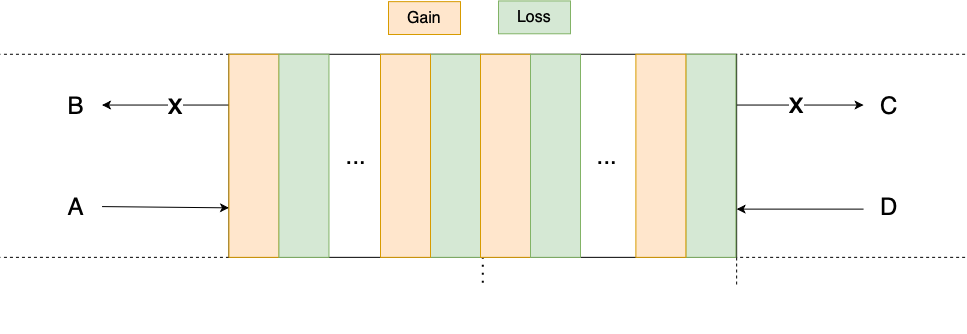 Gain Loss
B X X C
... ...
A D